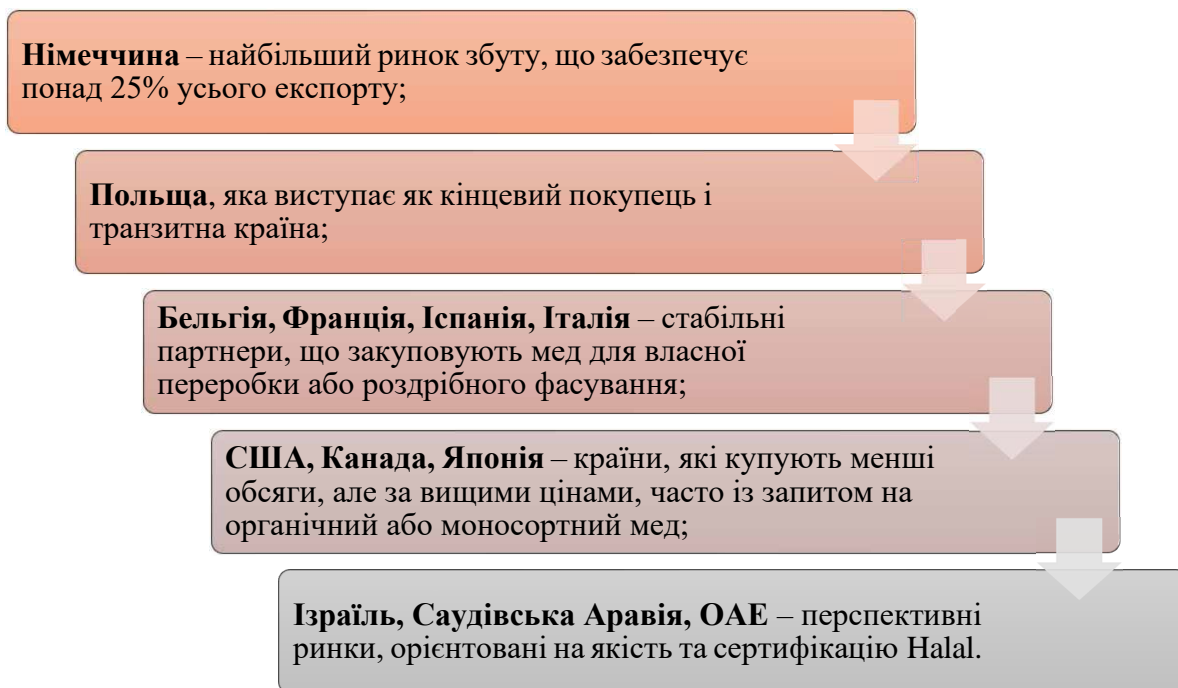 Німеччина – найбільший ринок збуту, що забезпечує
понад 25% усього експорту;
Польща, яка виступає як кінцевий покупець і
транзитна країна;
Бельгія, Франція, Іспанія, Італія – стабільні
партнери, що закуповують мед для власної
переробки або роздрібного фасування;
США, Канада, Японія – країни, які купують менші
обсяги, але за вищими цінами, часто із запитом на
органічний або моносортний мед;
Ізраїль, Саудівська Аравія, ОАЕ – перспективні
ринки, орієнтовані на якість та сертифікацію Halal.